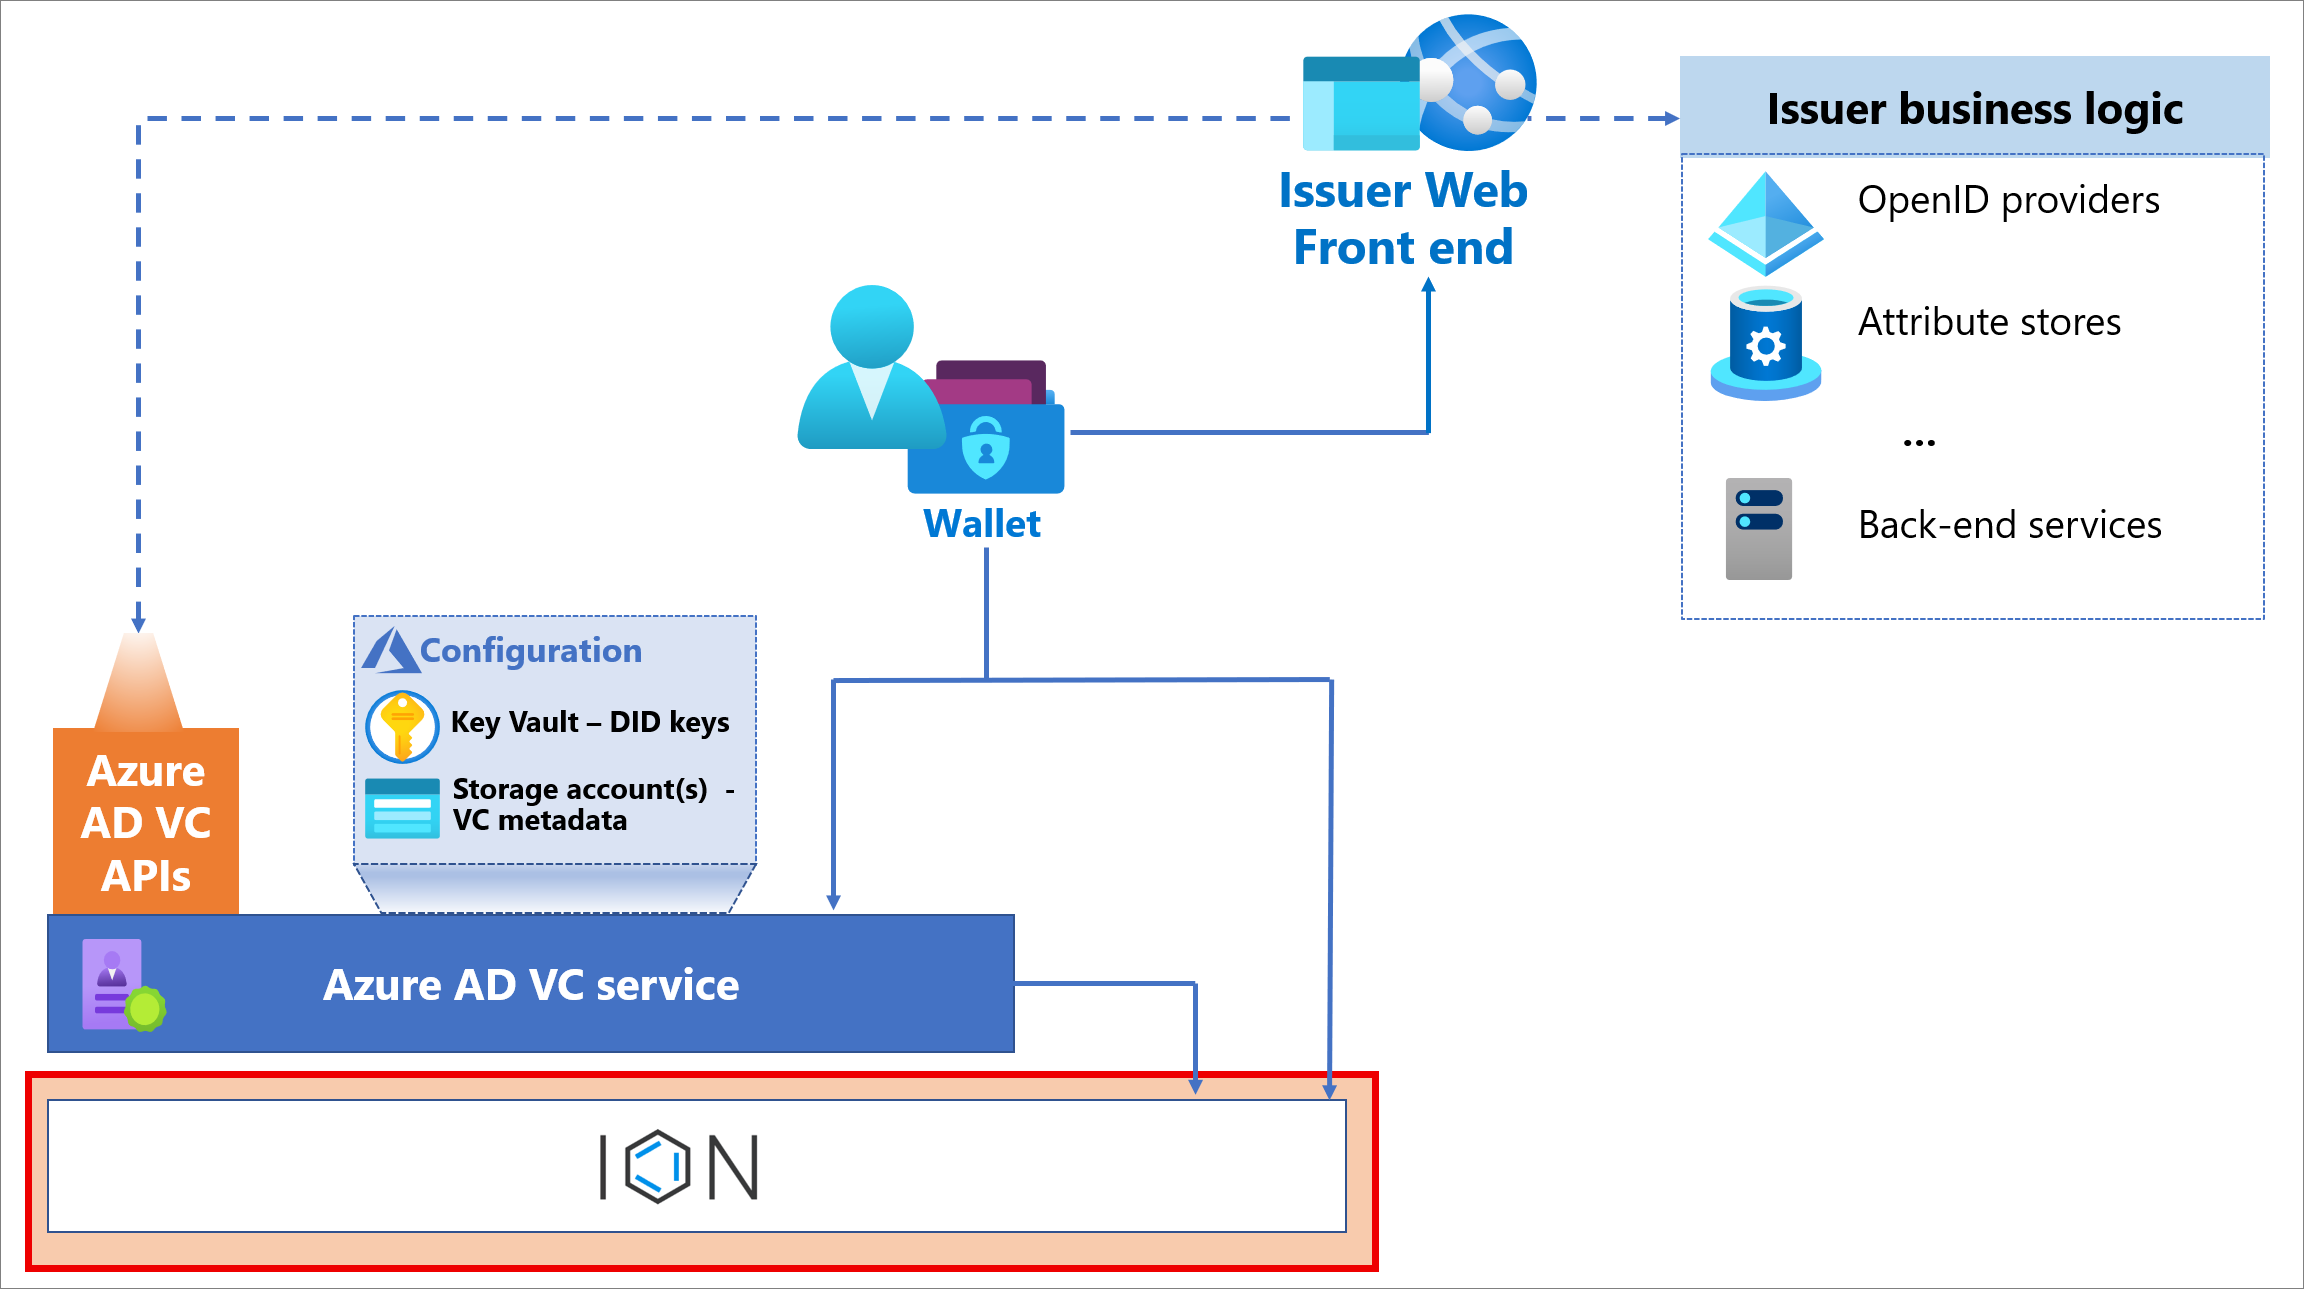 Issuer business logic
OpenID providers
Attribute stores
...
Back-end services
Issuer Web
Front end
Wallet
Configuration
Key Vault – DID keys
Storage account(s) -
VC metadata
Azure
AD VC
APIs
Azure AD VC service
ION